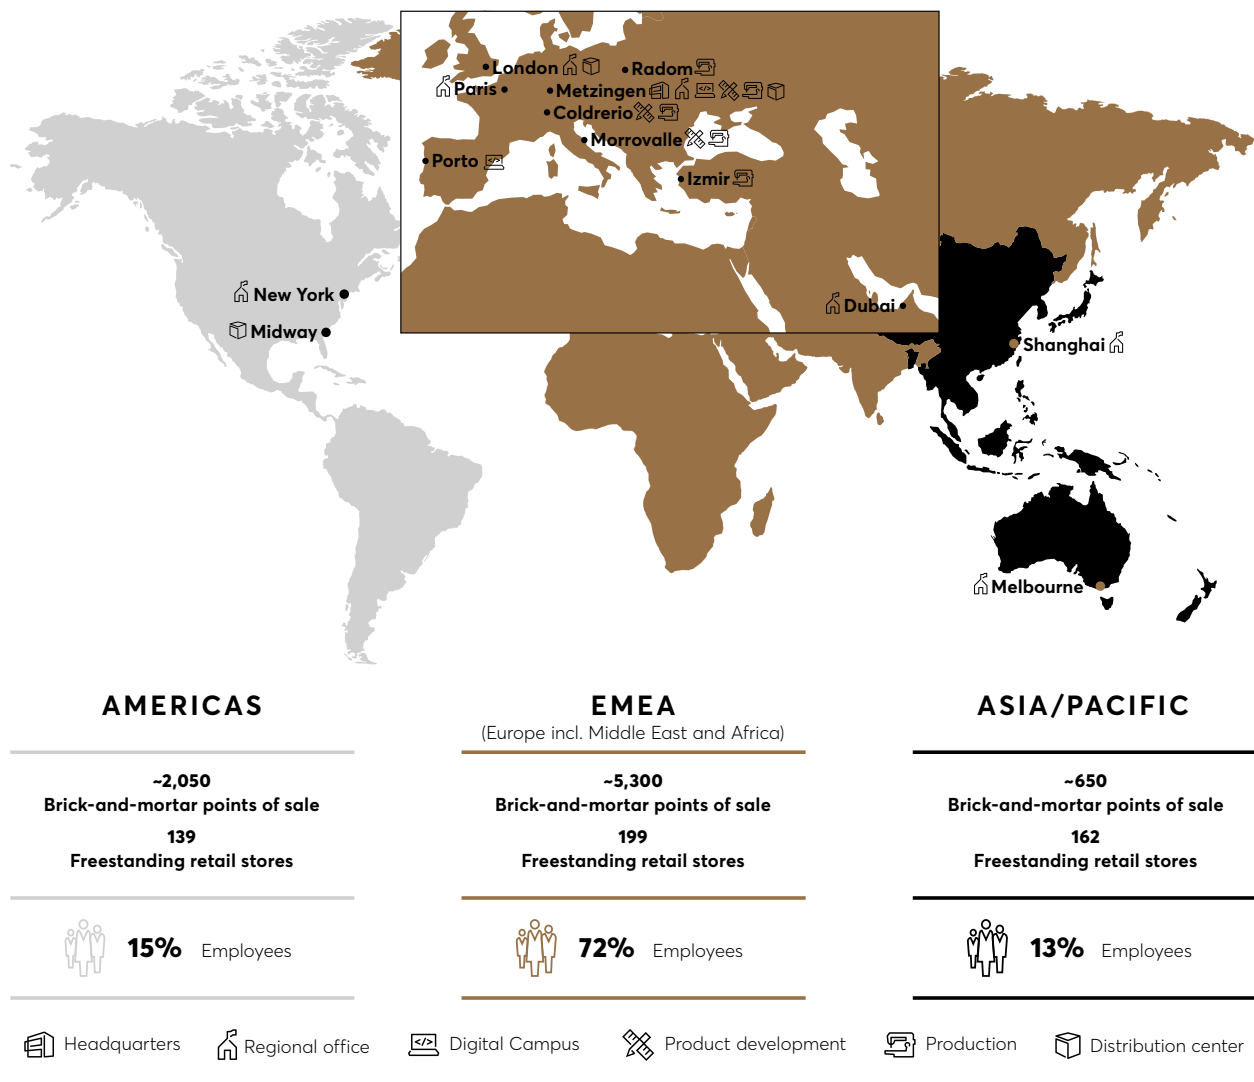 London
Radom
Paris
Metzingen
Coldrerio
Morrovalle
Porto
Izmir
New York
Dubai
Midway
Shanghai
Melbourne
AMERICAS
~2,050
Brick-and-mortar points of sale
139
Freestanding retail stores
15% Employees
EMEA
(Europe incl. Middle East and Africa)
~5,300
Brick-and-mortar points of sale
199
Freestanding retail stores
72% Employees
ASIA/PACIFIC
~650
Brick-and-mortar points of sale
162
Freestanding retail stores
13% Employees
Headquarters
Regional office
Digital Campus
Product development
Production
Distribution center